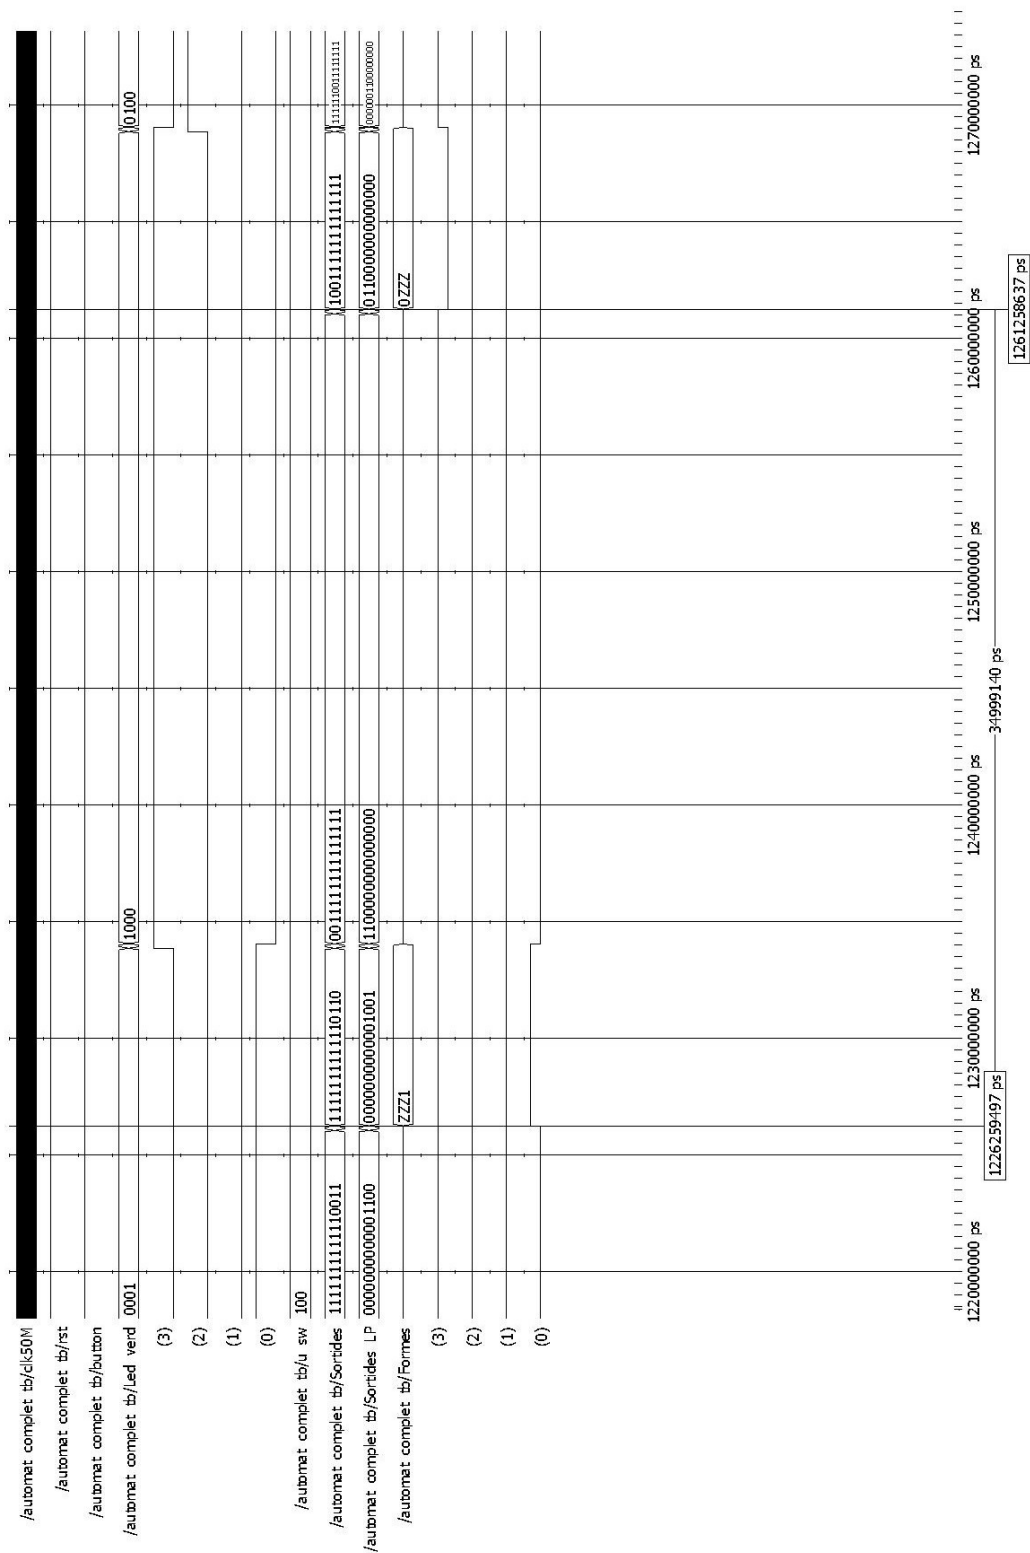 /automat complet tb/clk50M
/automat complet tb/rst
/automat complet tb/button
/automat complet tb/Led verd 0001 1000 0100
(3)
(2)
(1)
(0)
/automat complet tb/u sw 100
/automat complet tb/Sortides 1111111111110011 1111111111110110 0011111111111111 1001111111111111 1111110011111111
/automat complet tb/Sortides LP 0000000000001100 0000000000001001 1100000000000000 0110000000000000 0000001100000000
/automat complet tb/Formes ZZZ1 0ZZZ
(3)
(2)
(1)
(0)
1220000000 ps 1230000000 ps 1240000000 ps 1250000000 ps 1260000000 ps 1270000000 ps
1226259497 ps 34999140 ps
1261258637 ps